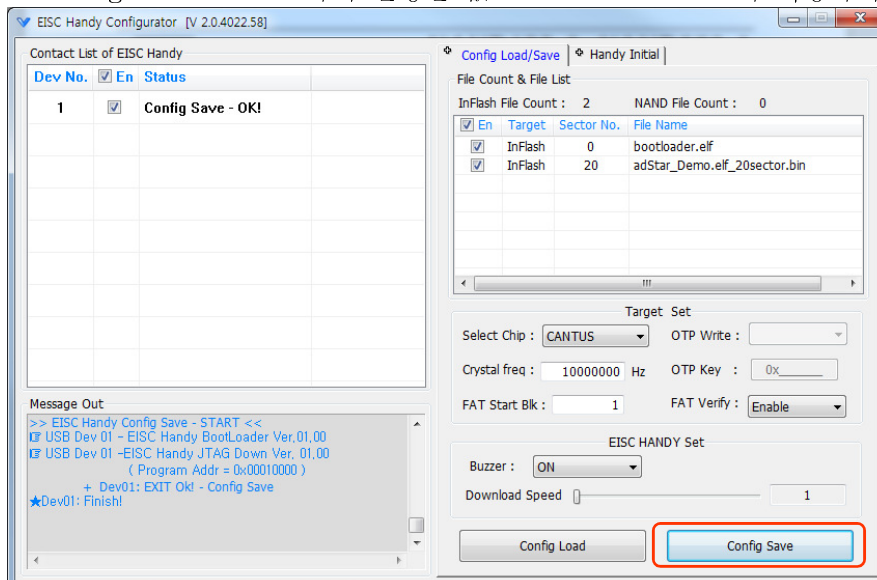 EISC Handy Configurator [V 2.0.4022.58]
Contact List of EISC Handy
Dev No. En Status
1 Config Save - OK!
Message Out
>> EISC Handy Config Save - START <<
☞ USB Dev 01 - EISC Handy BootLoader Ver, 01,00
☞ USB Dev 01 -EISC Handy JTAG Down Ver, 01,00
( Program Addr = 0x00010000 )
+ Dev01: EXIT Ok! - Config Save
★Dev01: Finish!
Config Load/Save Handy Initial
File Count & File List
InFlash File Count : 2 NAND File Count : 0
En Target Sector No. File Name
InFlash 0 bootloader.elf
InFlash 20 adStar_Demo.elf_20sector.bin
Target Set
Select Chip : CANTUS OTP Write :
Crystal freq : 10000000 Hz OTP Key : 0x______
FAT Start Blk : 1 FAT Verify : Enable
EISC HANDY Set
Buzzer : ON
Download Speed 1
Config Load Config Save